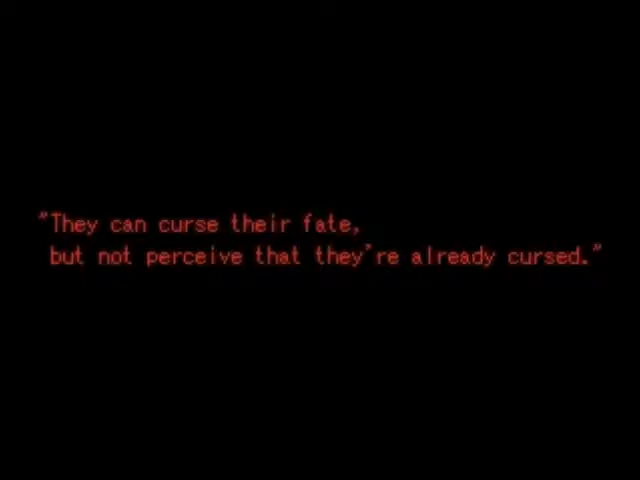 "They can curse their fate,
but not perceive that they're already cursed."